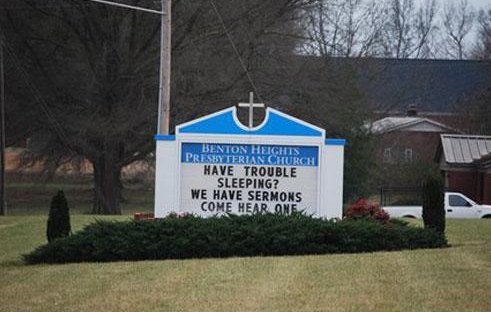 BENTON HEIGHTS
PRESBYTERIAN CHURCH
HAVE TROUBLE
SLEEPING?
WE HAVE SERMONS
COME HEAR ONE